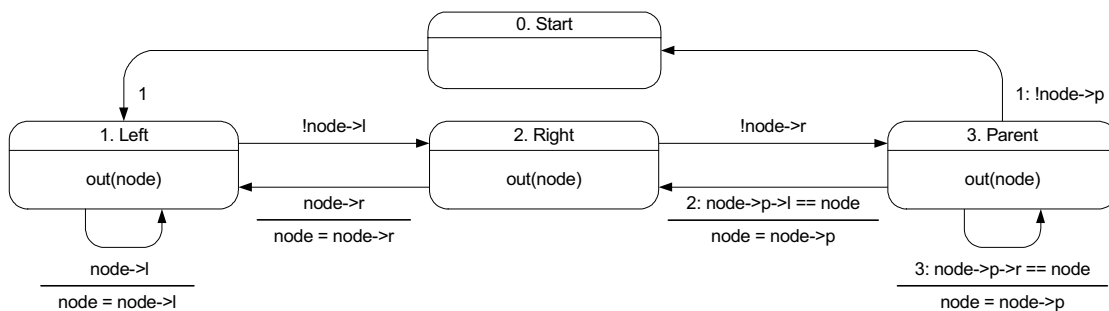 0. Start
1
1: !node->p
1. Left
!node->l
2. Right
!node->r
3. Parent
out(node)
out(node)
out(node)
node->r
node = node->r
2: node->p->l == node
node = node->p
node->l
node = node->l
3: node->p->r == node
node = node->p